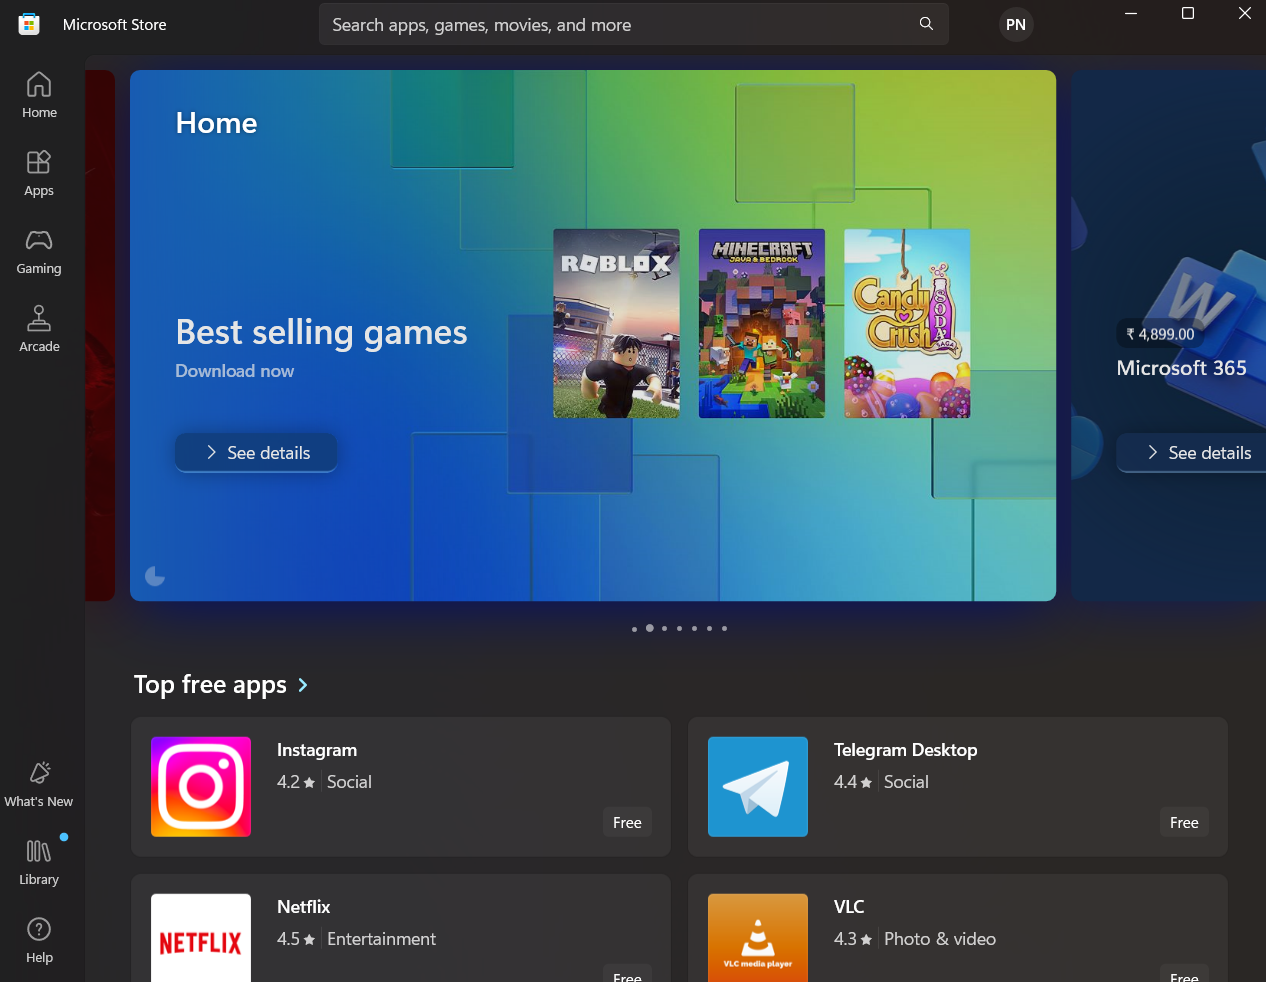 Microsoft Store
Search apps, games, movies, and more
PN
Home
Apps
Gaming
Arcade
What's New
Library
Help
Home
Best selling games
Download now
See details
ROBLOX
MINECRAFT
JAVA & BEDROCK
Candy
Crush
SODA
SAGA
₹ 4,899.00
Microsoft 365
See details
W
Top free apps
Instagram
4.2 Social
Free
Telegram Desktop
4.4 Social
Free
NETFLIX
Netflix
4.5 Entertainment
Free
VLC media player
VLC
4.3 Photo & video
Free